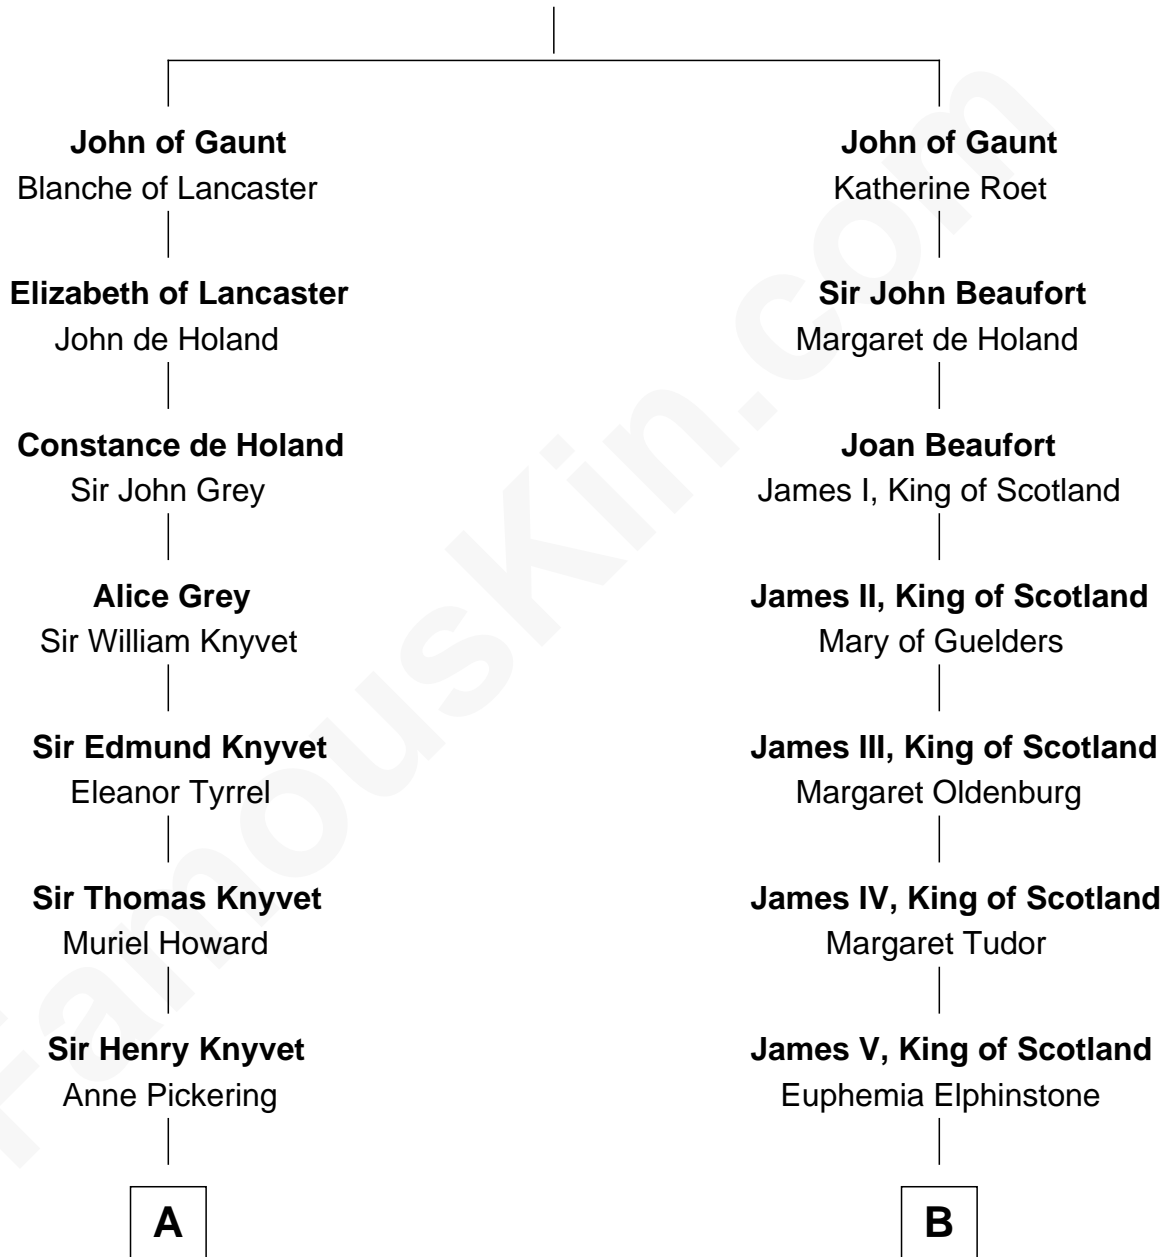 John of Gaunt
Blanche of Lancaster
Elizabeth of Lancaster
John de Holand
Constance de Holand
Sir John Grey
Alice Grey
Sir William Knyvet
Sir Edmund Knyvet
Eleanor Tyrrel
Sir Thomas Knyvet
Muriel Howard
Sir Henry Knyvet
Anne Pickering
A
John of Gaunt
Katherine Roet
Sir John Beaufort
Margaret de Holand
Joan Beaufort
James I, King of Scotland
James II, King of Scotland
Mary of Guelders
James III, King of Scotland
Margaret Oldenburg
James IV, King of Scotland
Margaret Tudor
James V, King of Scotland
Euphemia Elphinstone
B
FamousKin.com